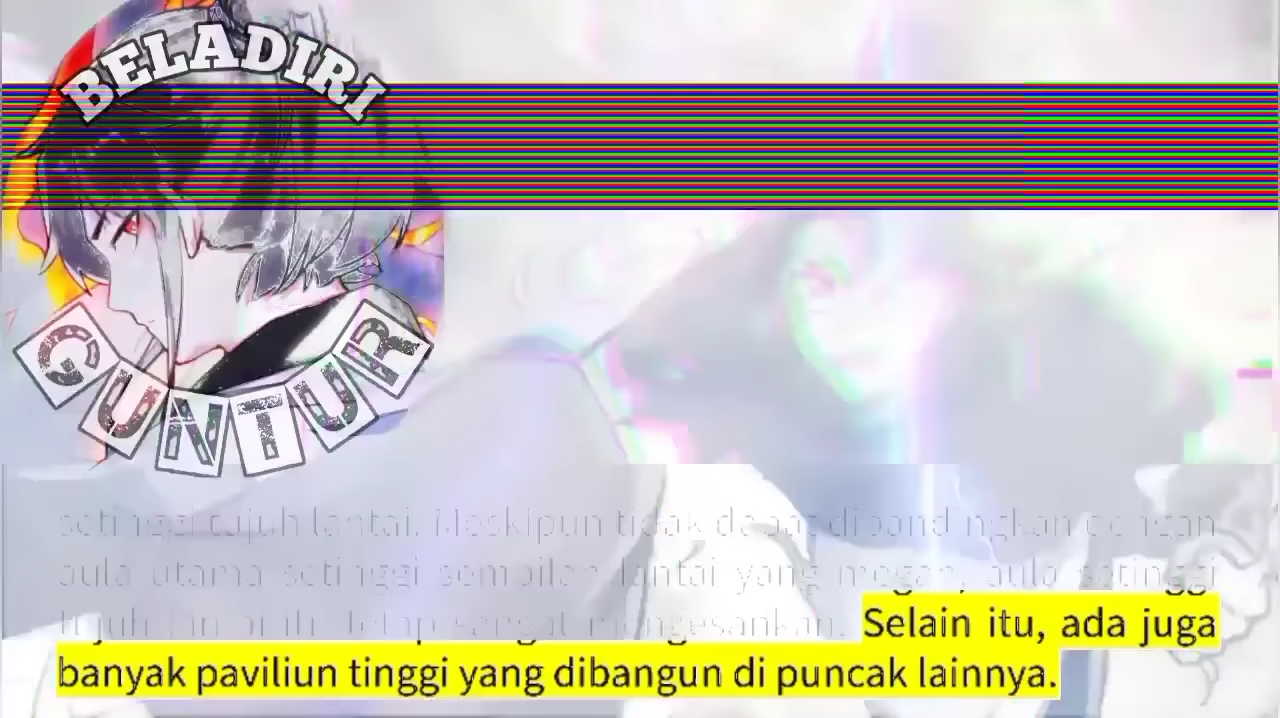 BELADIRI
GUNTUR
setinggi tujuh lantai. Meskipun tidak dapat dibandingkan dengan
aula utama setinggi sembilan lantai yang megah, aula setinggi
tujuh lantai itu tetap sangat mengesankan. Selain itu, ada juga
banyak paviliun tinggi yang dibangun di puncak lainnya.